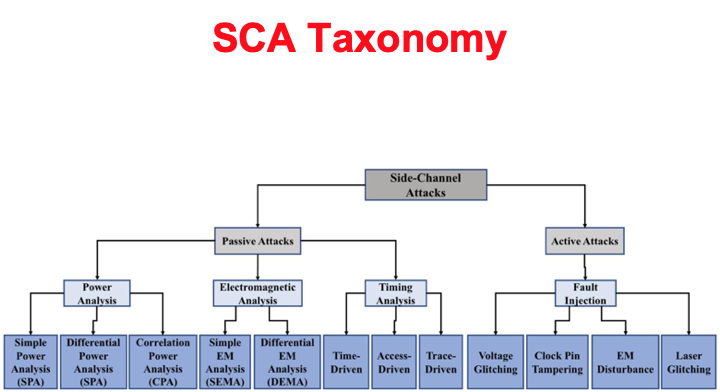 SCA Taxonomy
Side-Channel
Attacks
Passive Attacks
Active Attacks
Power
Analysis
Electromagnetic
Analysis
Timing
Analysis
Fault
Injection
Simple
Power
Analysis
(SPA)
Differential
Power
Analysis
(SPA)
Correlation
Power
Analysis
(CPA)
Simple
EM
Analysis
(SEMA)
Differential
EM
Analysis
(DEMA)
Time-
Driven
Access-
Driven
Trace-
Driven
Voltage
Glitching
Clock Pin
Tampering
EM
Disturbance
Laser
Glitching